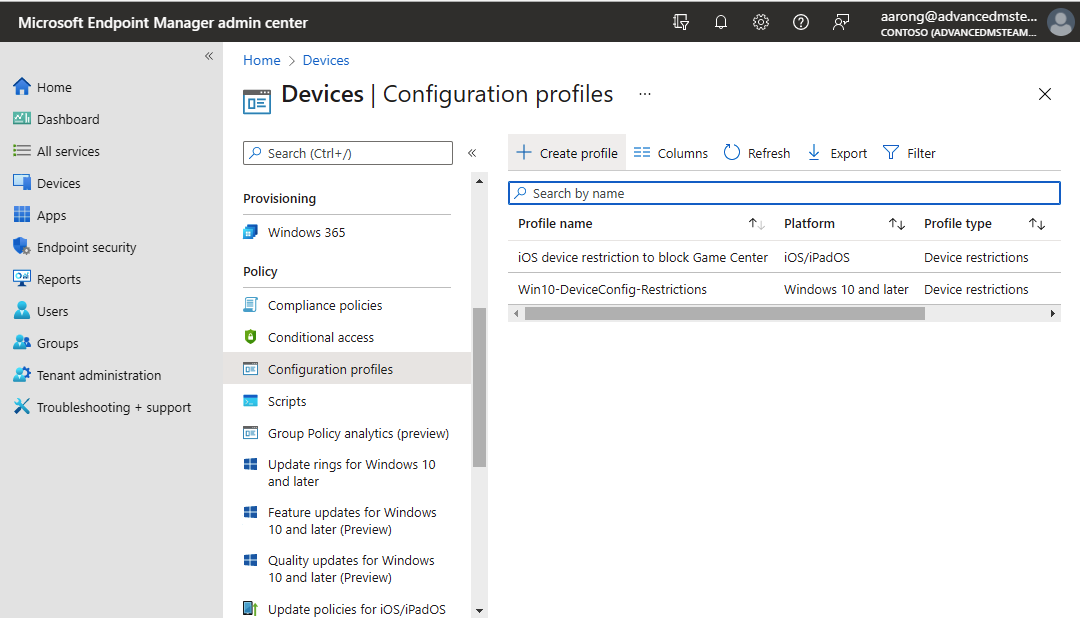 Microsoft Endpoint Manager admin center
aarong@advancedmste...
CONTOSO (ADVANCEDMSTEAM...
Home
Dashboard
All services
Devices
Apps
Endpoint security
Reports
Users
Groups
Tenant administration
Troubleshooting + support
Home > Devices
Devices | Configuration profiles ...
Search (Ctrl+/)
Provisioning
Windows 365
Policy
Compliance policies
Conditional access
Configuration profiles
Scripts
Group Policy analytics (preview)
Update rings for Windows 10
and later
Feature updates for Windows
10 and later (Preview)
Quality updates for Windows
10 and later (Preview)
Update policies for iOS/iPadOS
Create profile Columns Refresh Export Filter
Search by name
Profile name Platform Profile type
iOS device restriction to block Game Center iOS/iPadOS Device restrictions
Win10-DeviceConfig-Restrictions Windows 10 and later Device restrictions